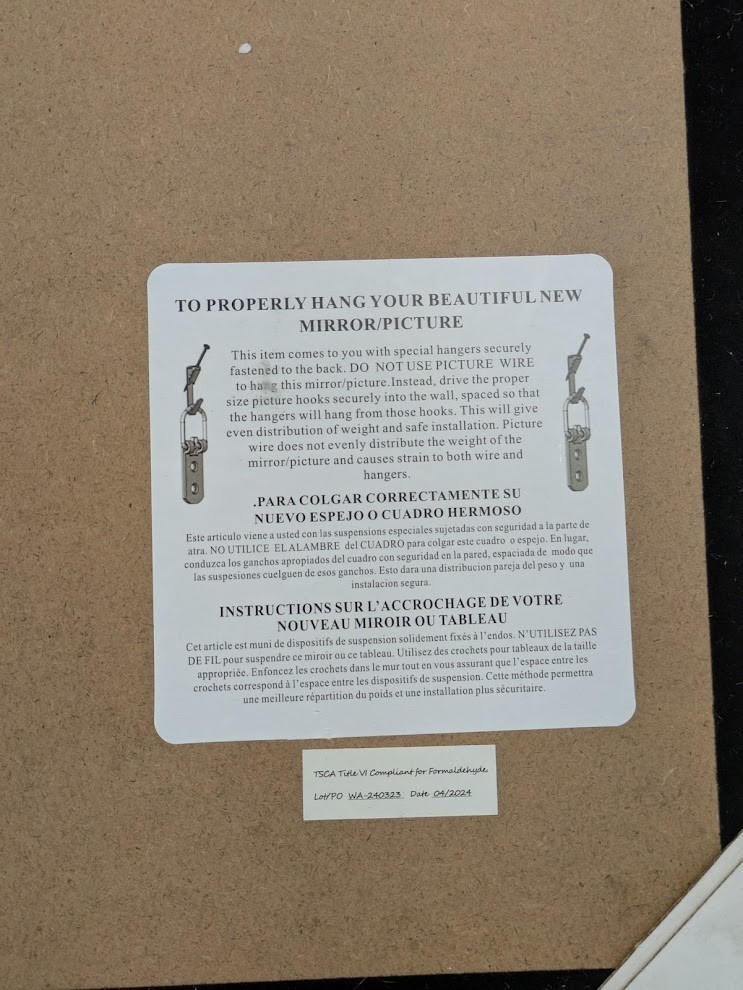 TO PROPERLY HANG YOUR BEAUTIFUL NEW
MIRROR/PICTURE
This item comes to you with special hangers securely
fastened to the back. DO NOT USE PICTURE WIRE
to hang this mirror/picture.Instead, drive the proper
size picture hooks securely into the wall, spaced so that
the hangers will hang from those hooks. This will give
even distribution of weight and safe installation. Picture
wire does not evenly distribute the weight of the
mirror/picture and causes strain to both wire and
hangers.
.PARA COLGAR CORRECTAMENTE SU
NUEVO ESPEJO O CUADRO HERMOSO
Este articulo viene a usted con las suspensions especiales sujetadas con seguridad a la parte de
atra. NO UTILICE ELALAMBRE del CUADRO para colgar este cuadro o espejo. En lugar,
conduzca los ganchos apropiados del cuadro con seguridad en la pared, espaciada de modo que
las suspesiones cuelguen de esos ganchos. Esto dara una distribucion pareja del peso y una
instalacion segura.
INSTRUCTIONS SUR L'ACCROCHAGE DE VOTRE
NOUVEAU MIROIR OU TABLEAU
Cet article est muni de dispositifs de suspension solidement fixés à l'endos. N'UTILISEZ PAS
DE FIL pour suspendre ce miroir ou ce tableau. Utilisez des crochets pour tableaux de la taille
appropriée. Enfoncez les crochets dans le mur tout en vous assurant que l'espace entre les
crochets correspond à l'espace entre les dispositifs de suspension. Cette méthode permettra
une meilleure répartition du poids et une installation plus sécuritaire.
TSCA Title VI Compliant for Formaldehyde
Lot/PO WA-240323 Date 04/2024